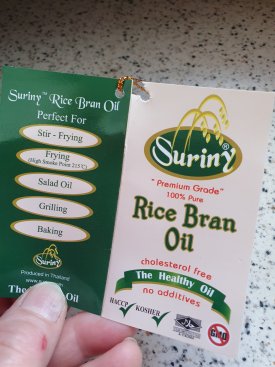 Suriny™ Rice Bran Oil
Perfect For
Stir - Frying
Frying
(High Smoke Point 215°C)
Salad Oil
Grilling
Baking
Suriny
Produced in Thailand
The
Oil
Suriny®
"Premium Grade"
100% Pure
Rice Bran
Oil
cholesterol free
The Healthy Oil
no additives
HACCP
KOSHER
GMO